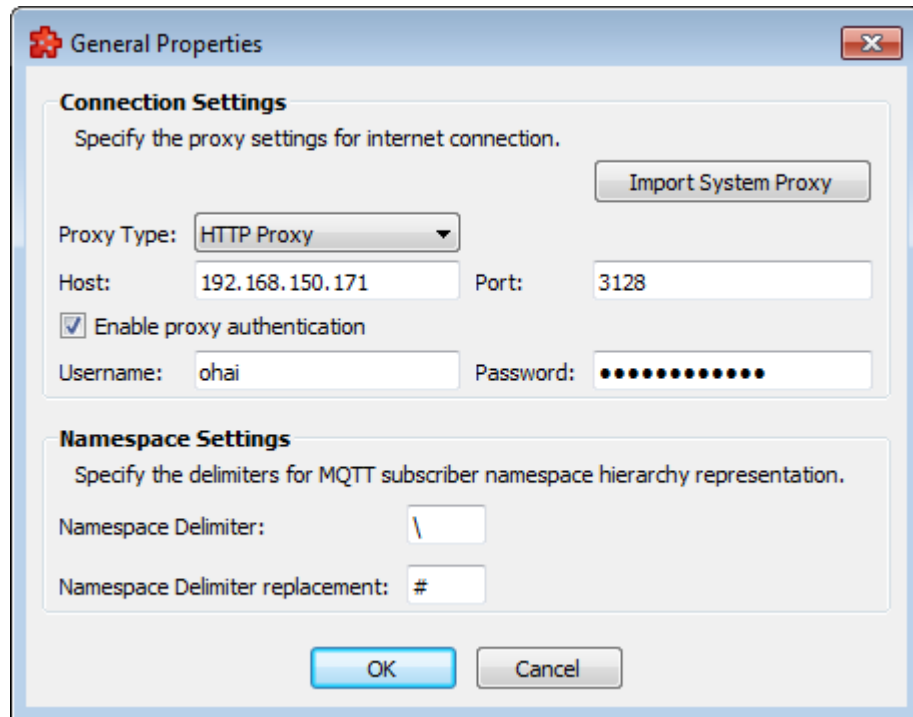 General Properties
Connection Settings
Specify the proxy settings for internet connection.
Import System Proxy
Proxy Type: HTTP Proxy
Host: 192.168.150.171 Port: 3128
Enable proxy authentication
Username: ohai Password: ●●●●●●●●●●●●
Namespace Settings
Specify the delimiters for MQTT subscriber namespace hierarchy representation.
Namespace Delimiter: \
Namespace Delimiter replacement: #
OK Cancel